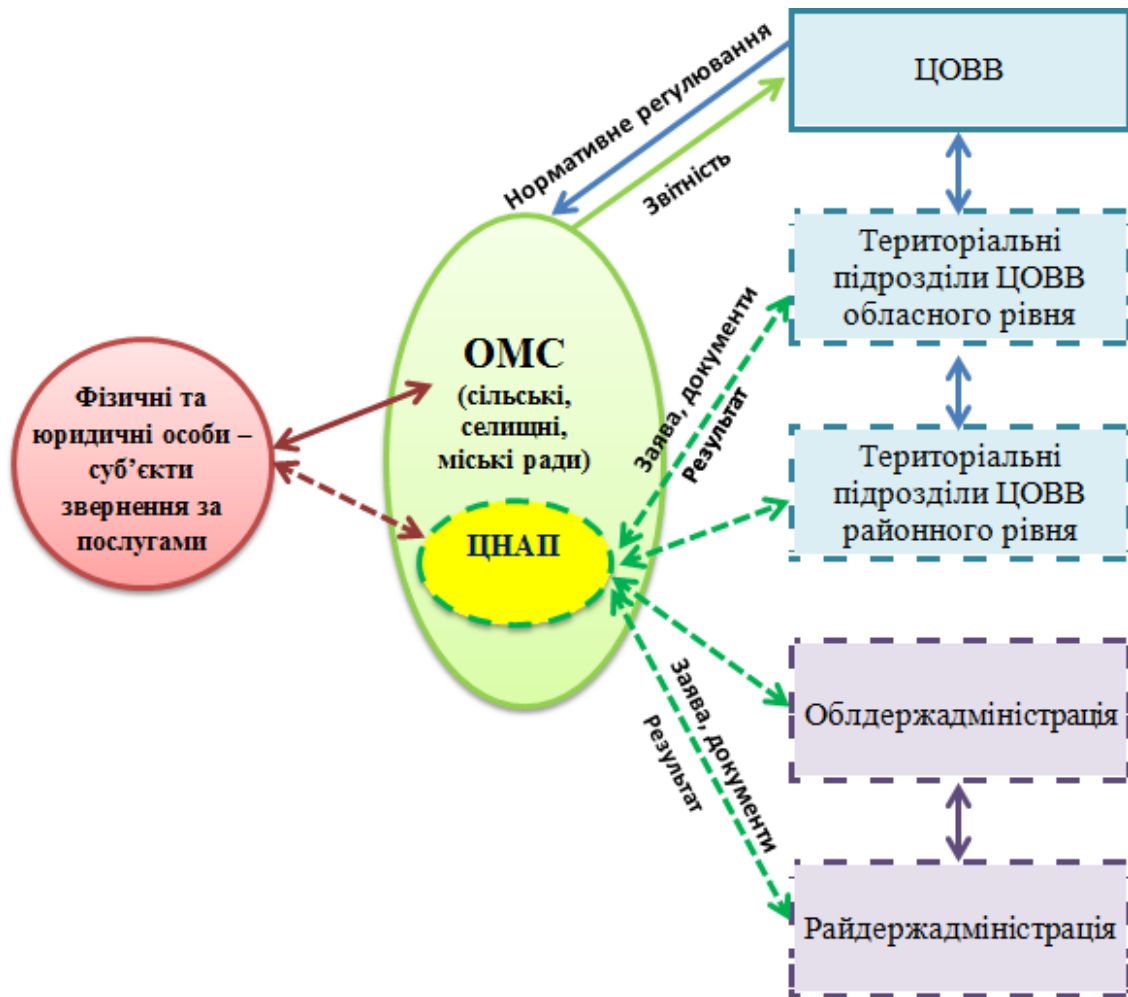 ЦОВВ
Нормативне регулювання
Звітність
Територіальні
підрозділи ЦОВВ
обласного рівня
Заява, документи
Результат
ОМС
(сільські,
селищні,
міські ради)
Фізичні та
юридичні особи –
суб’єкти
звернення за
послугами
Територіальні
підрозділи ЦОВВ
районного рівня
ЦНАП
Облдержадміністрація
Заява, документи
Результат
Райдержадміністрація